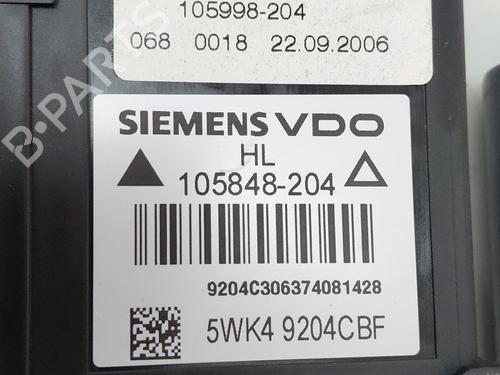 105998-204
068 0018 22.09.2006
SIEMENS VDO
HL
105848-204
9204C306374081428
5WK4 9204CBF
B-PARTS